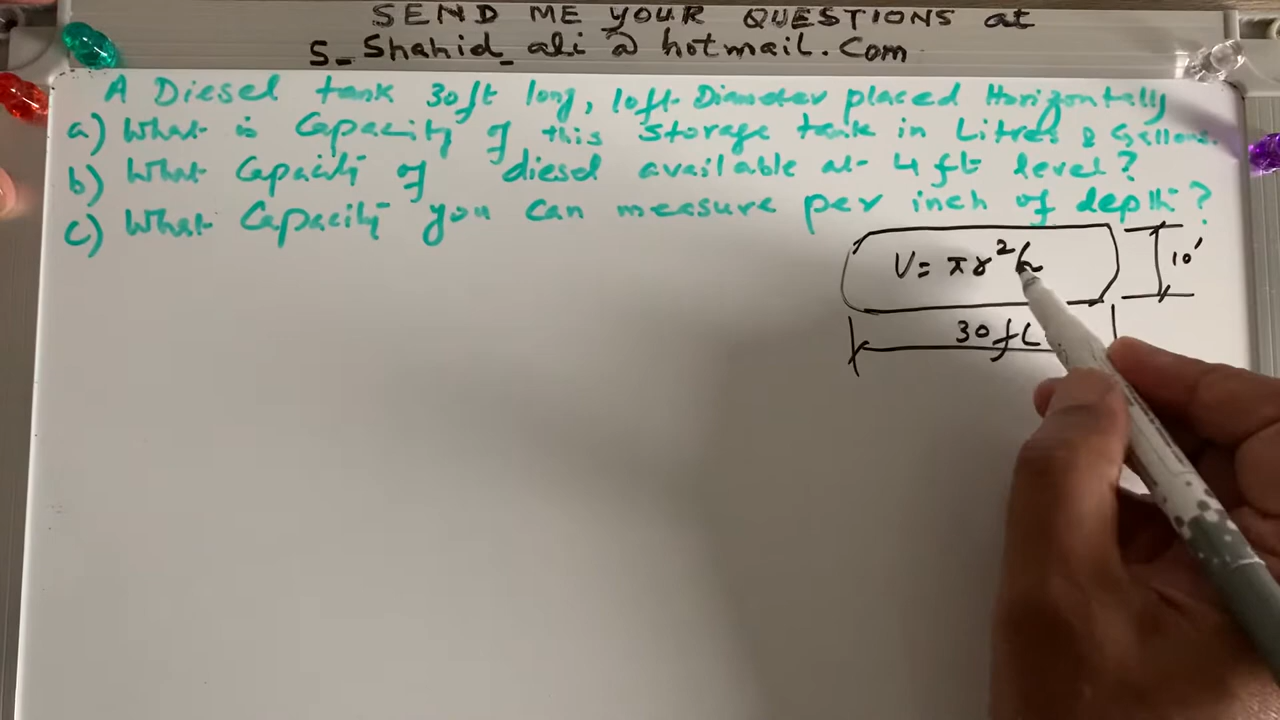 SEND ME YOUR QUESTIONS at
S_Shahid_ali@hotmail.com
A Diesel tank 30ft long, 10ft Diameter placed Horizontally
a) What is Capacity of this storage tank in Litres & Gallons.
b) What Capacity of diesel available at 4 ft level?
c) What Capacity you can measure per inch of depth?
V = πr²h
10'
30ft